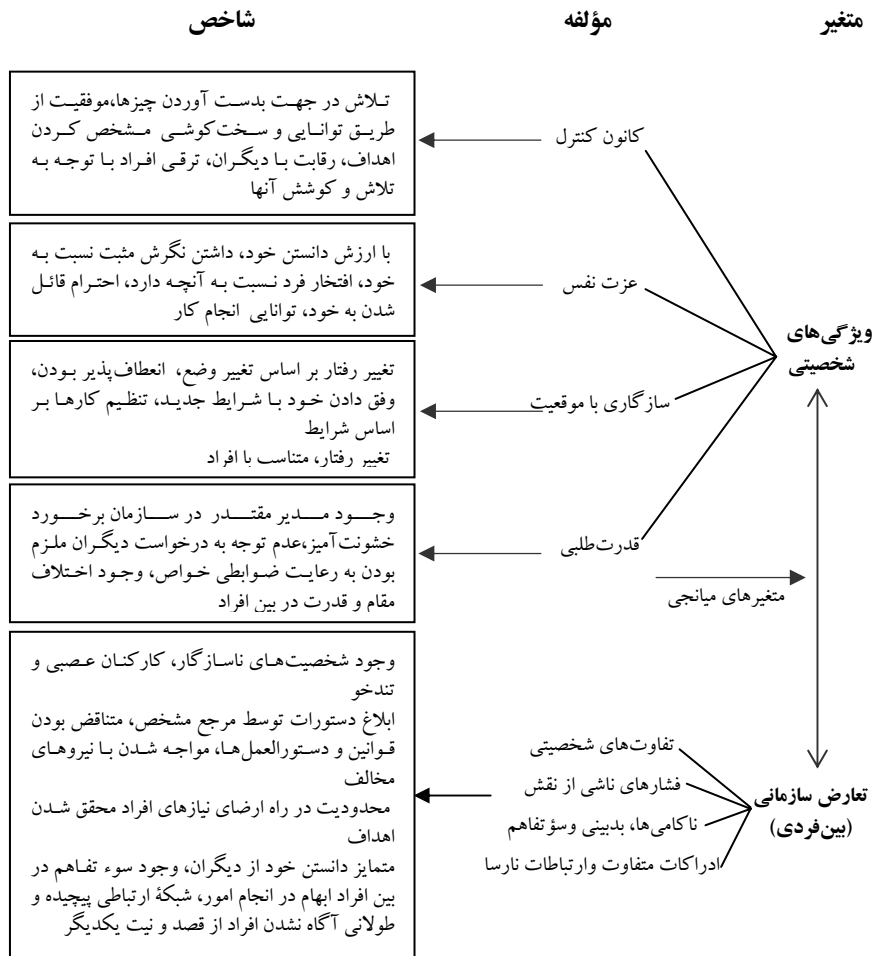 متغیر
مؤلفه
شاخص
ویژگی‌های
شخصیتی
کانون کنترل
تلاش در جهت بدست آوردن چیزها،موفقیت از
طریق توانایی و سخت‌کوشی مشخص کردن
اهداف، رقابت با دیگران، ترقی افراد با توجه به
تلاش و کوشش آنها
عزت نفس
با ارزش دانستن خود، داشتن نگرش مثبت نسبت به
خود، افتخار فرد نسبت به آنچه دارد، احترام قائل
شدن به خود، توانایی انجام کار
سازگاری با موقعیت
تغییر رفتار بر اساس تغییر وضع، انعطاف‌پذیر بودن،
وفق دادن خود با شرایط جدید، تنظیم کارها بر
اساس شرایط
تغییر رفتار، متناسب با افراد
قدرت‌طلبی
وجود مدیر مقتدر در سازمان برخورد
خشونت‌آمیز،عدم توجه به درخواست دیگران ملزم
بودن به رعایت ضوابطی خواص، وجود اختلاف
مقام و قدرت در بین افراد
متغیرهای میانجی
تعارض سازمانی
(بین‌فردی)
تفاوت‌های شخصیتی
فشارهای ناشی از نقش
ناکامی‌ها، بدبینی وسؤتفاهم
ادراکات متفاوت وارتباطات نارسا
وجود شخصیت‌های ناسازگار، کارکنان عصبی و
تندخو
ابلاغ دستورات توسط مرجع مشخص، متناقض بودن
قوانین و دستورالعمل‌ها، مواجه شدن با نیروهای
مخالف
محدودیت در راه ارضای نیازهای افراد محقق شدن
اهداف
متمایز دانستن خود از دیگران، وجود سوء تفاهم در
بین افراد ابهام در انجام امور، شبکۀ ارتباطی پیچیده و
طولانی آگاه نشدن افراد از قصد و نیت یکدیگر